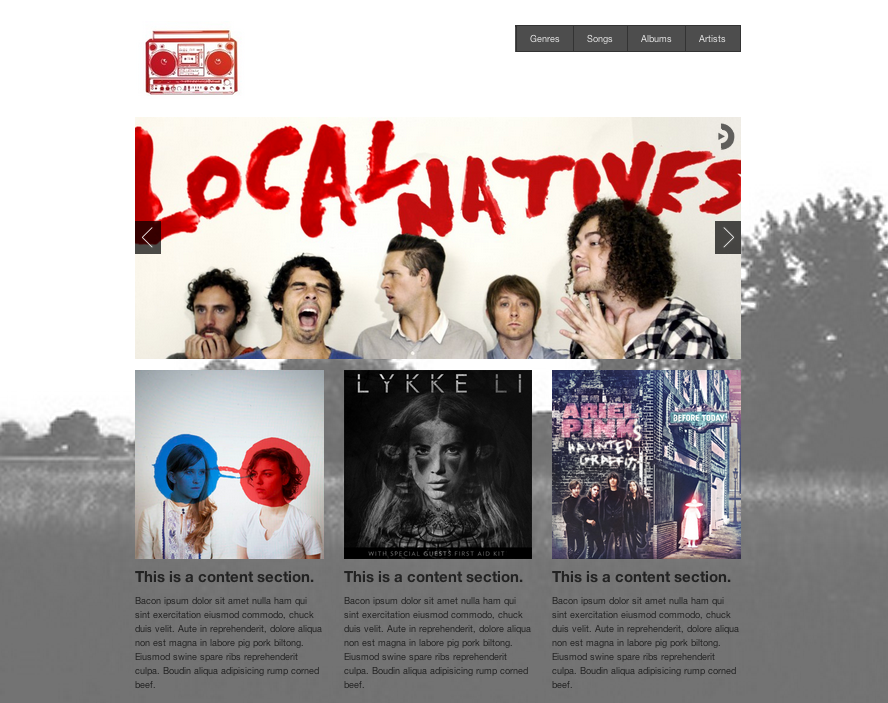 Genres Songs Albums Artists
LOCAL NATIVES
LYKKE LI
ARIEL PINKS
HAUNTED
GRAFFITI
BEFORE TODAY
WITH SPECIAL GUESTS FIRST AID KIT
This is a content section. This is a content section. This is a content section.
Bacon ipsum dolor sit amet nulla ham qui
sint exercitation eiusmod commodo, chuck
duis velit. Aute in reprehenderit, dolore aliqua
non est magna in labore pig pork biltong.
Eiusmod swine spare ribs reprehenderit
culpa. Boudin aliqua adipisicing rump corned
beef.
Bacon ipsum dolor sit amet nulla ham qui
sint exercitation eiusmod commodo, chuck
duis velit. Aute in reprehenderit, dolore aliqua
non est magna in labore pig pork biltong.
Eiusmod swine spare ribs reprehenderit
culpa. Boudin aliqua adipisicing rump corned
beef.
Bacon ipsum dolor sit amet nulla ham qui
sint exercitation eiusmod commodo, chuck
duis velit. Aute in reprehenderit, dolore aliqua
non est magna in labore pig pork biltong.
Eiusmod swine spare ribs reprehenderit
culpa. Boudin aliqua adipisicing rump corned
beef.